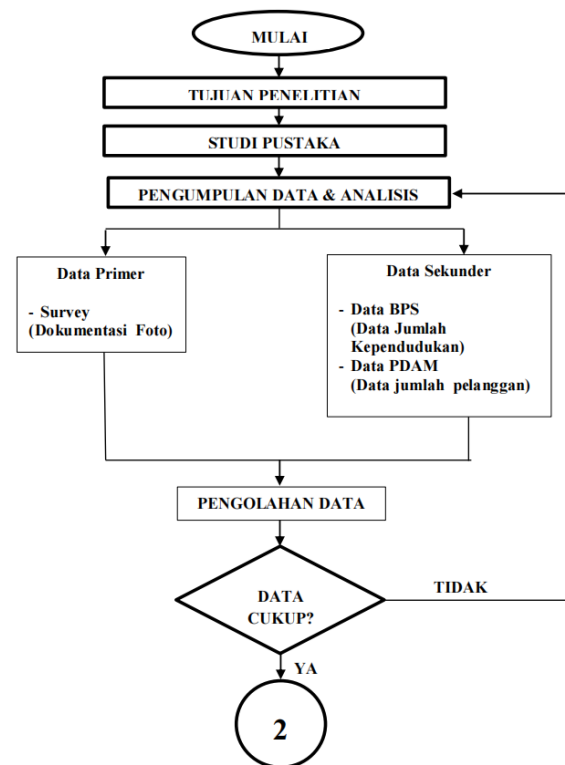 MULAI
TUJUAN PENELITIAN
STUDI PUSTAKA
PENGUMPULAN DATA & ANALISIS
Data Primer
- Survey
(Dokumentasi Foto)
Data Sekunder
- Data BPS
(Data Jumlah
Kependudukan)
- Data PDAM
(Data jumlah pelanggan)
PENGOLAHAN DATA
DATA
CUKUP?
TIDAK
YA
2